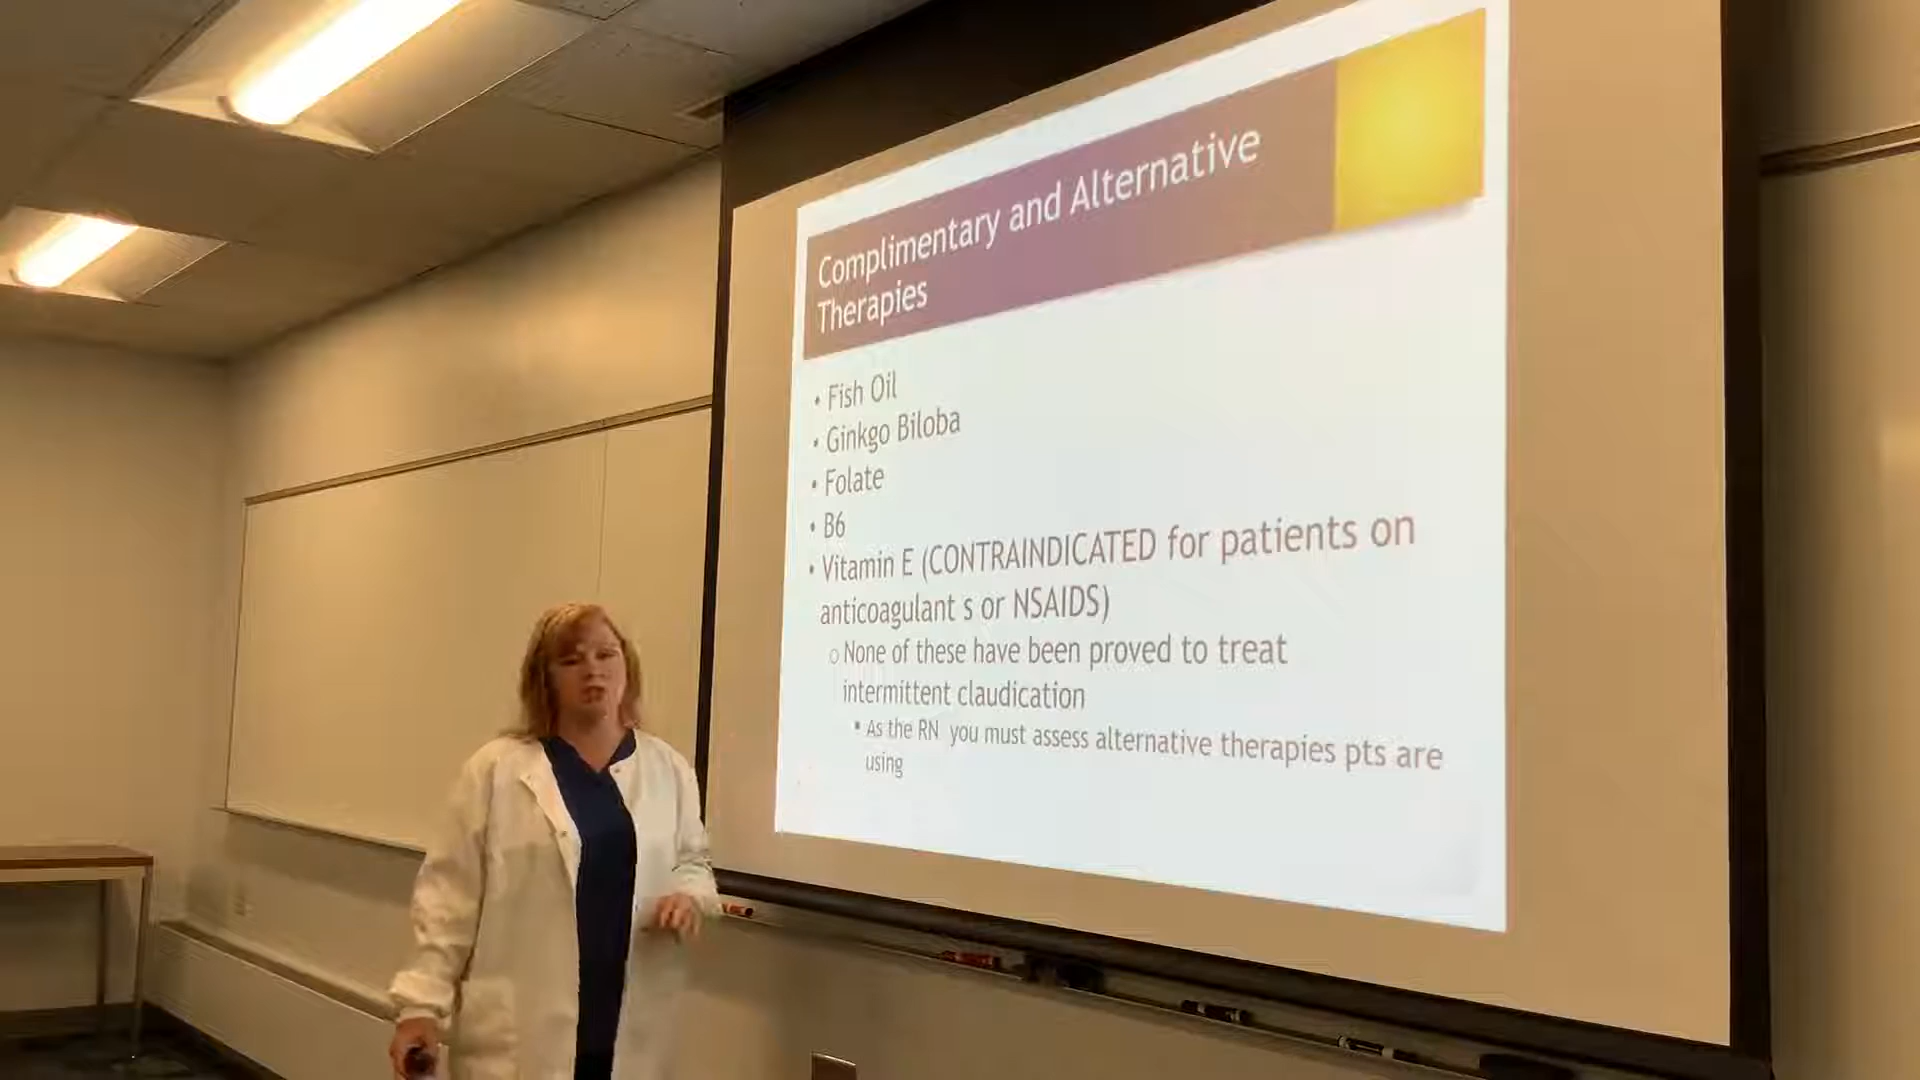 Complimentary and Alternative
Therapies
• Fish Oil
• Ginkgo Biloba
• Folate
• B6
• Vitamin E (CONTRAINDICATED for patients on
anticoagulant s or NSAIDS)
o None of these have been proved to treat
intermittent claudication
▪ As the RN you must assess alternative therapies pts are
using